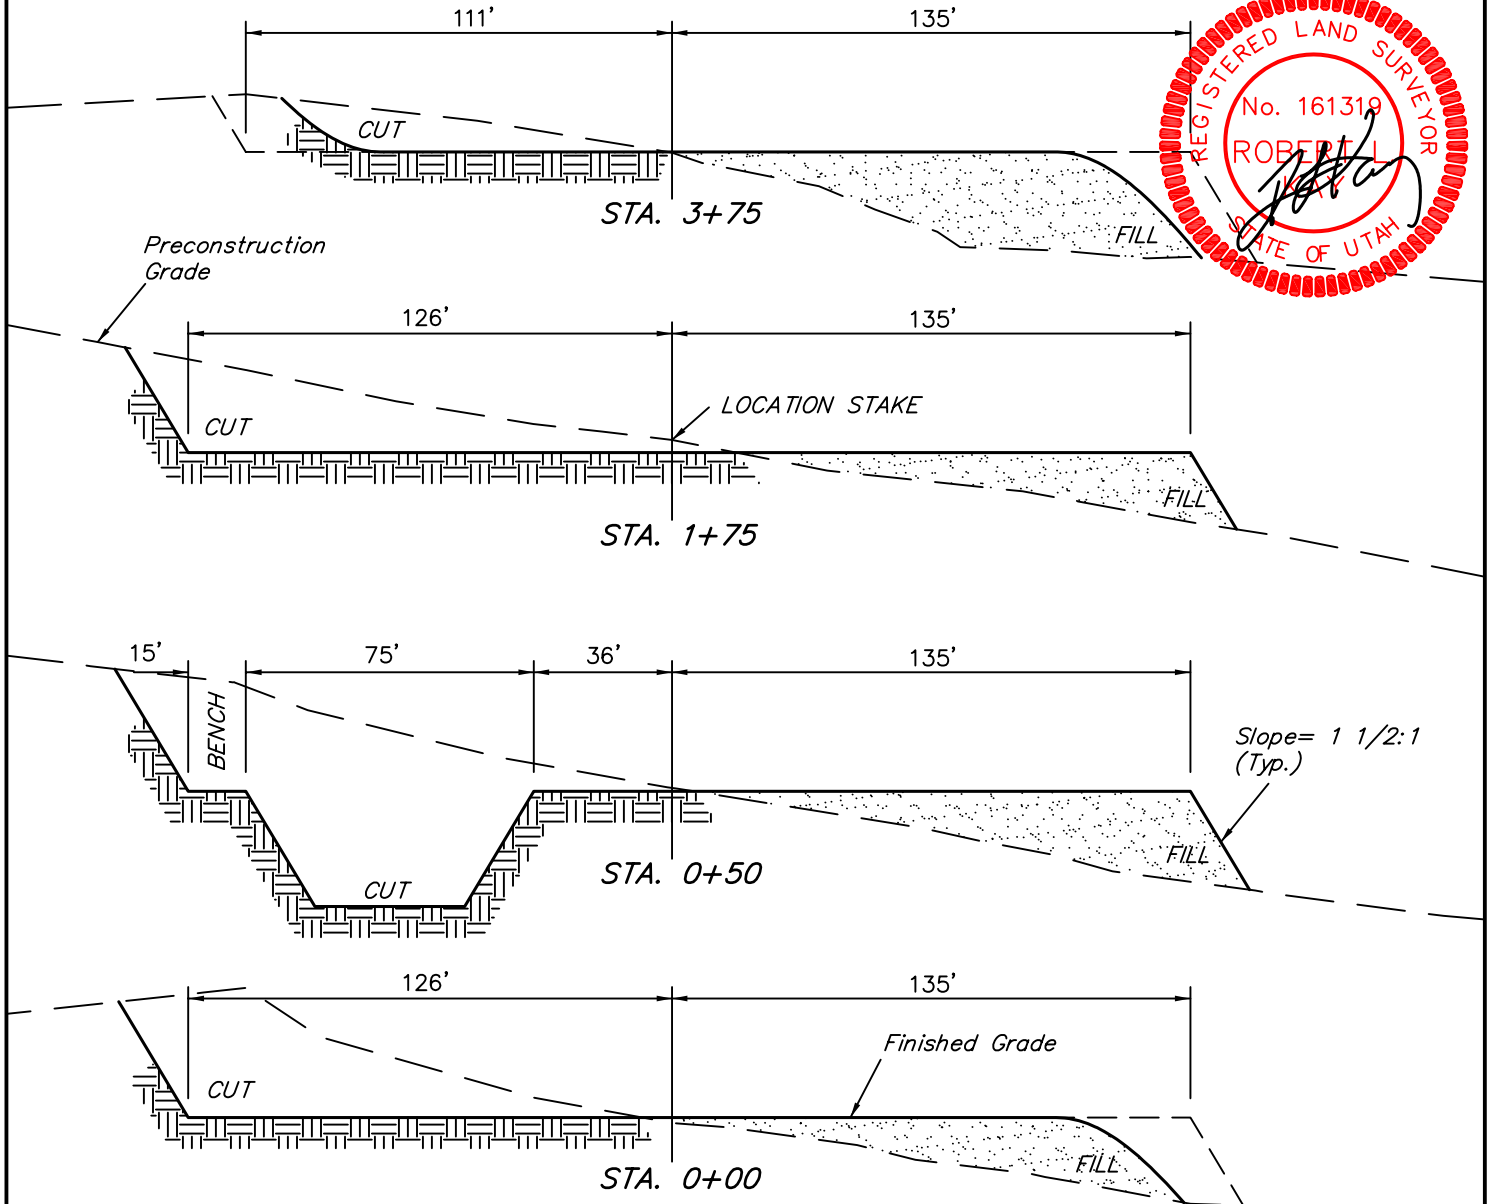 111' 135'
REGISTERED LAND SURVEYOR
No. 161319
ROBERT L.
KAY
STATE OF UTAH
CUT
FILL
STA. 3+75
Preconstruction
Grade
126' 135'
LOCATION STAKE
CUT
FILL
STA. 1+75
15' 75' 36' 135'
BENCH
Slope= 1 1/2:1
(Typ.)
CUT
FILL
STA. 0+50
126' 135'
Finished Grade
CUT
FILL
STA. 0+00